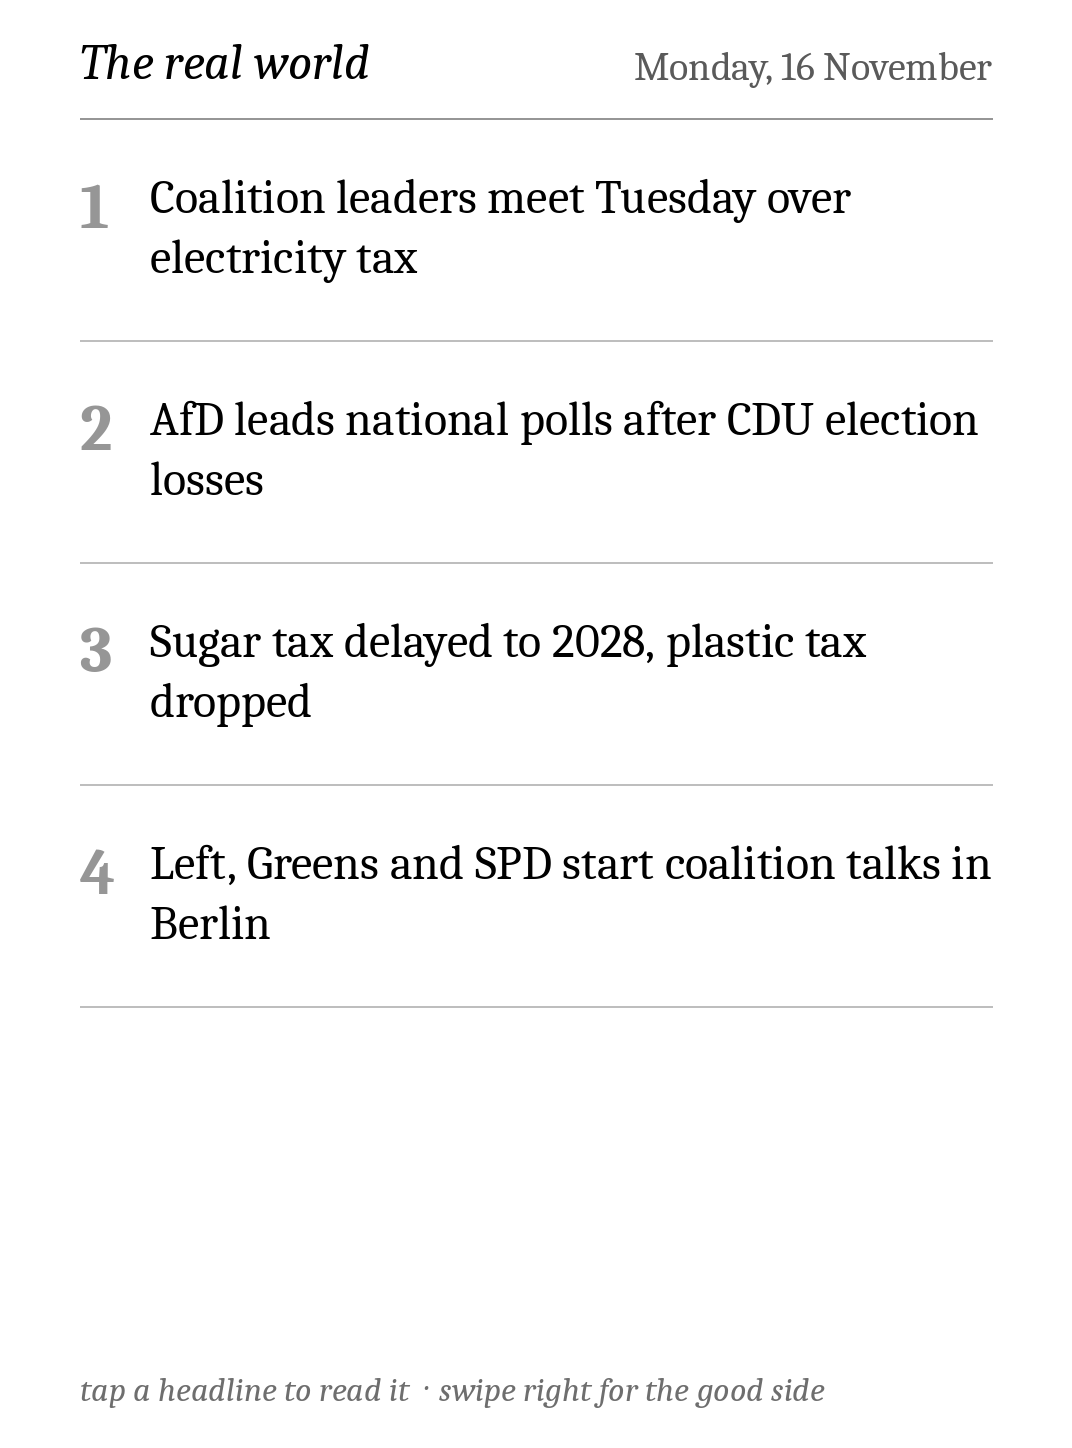 The real world
Monday, 16 November
1
Coalition leaders meet Tuesday over
electricity tax
2
AfD leads national polls after CDU election
losses
3
Sugar tax delayed to 2028, plastic tax
dropped
4
Left, Greens and SPD start coalition talks in
Berlin
tap a headline to read it · swipe right for the good side